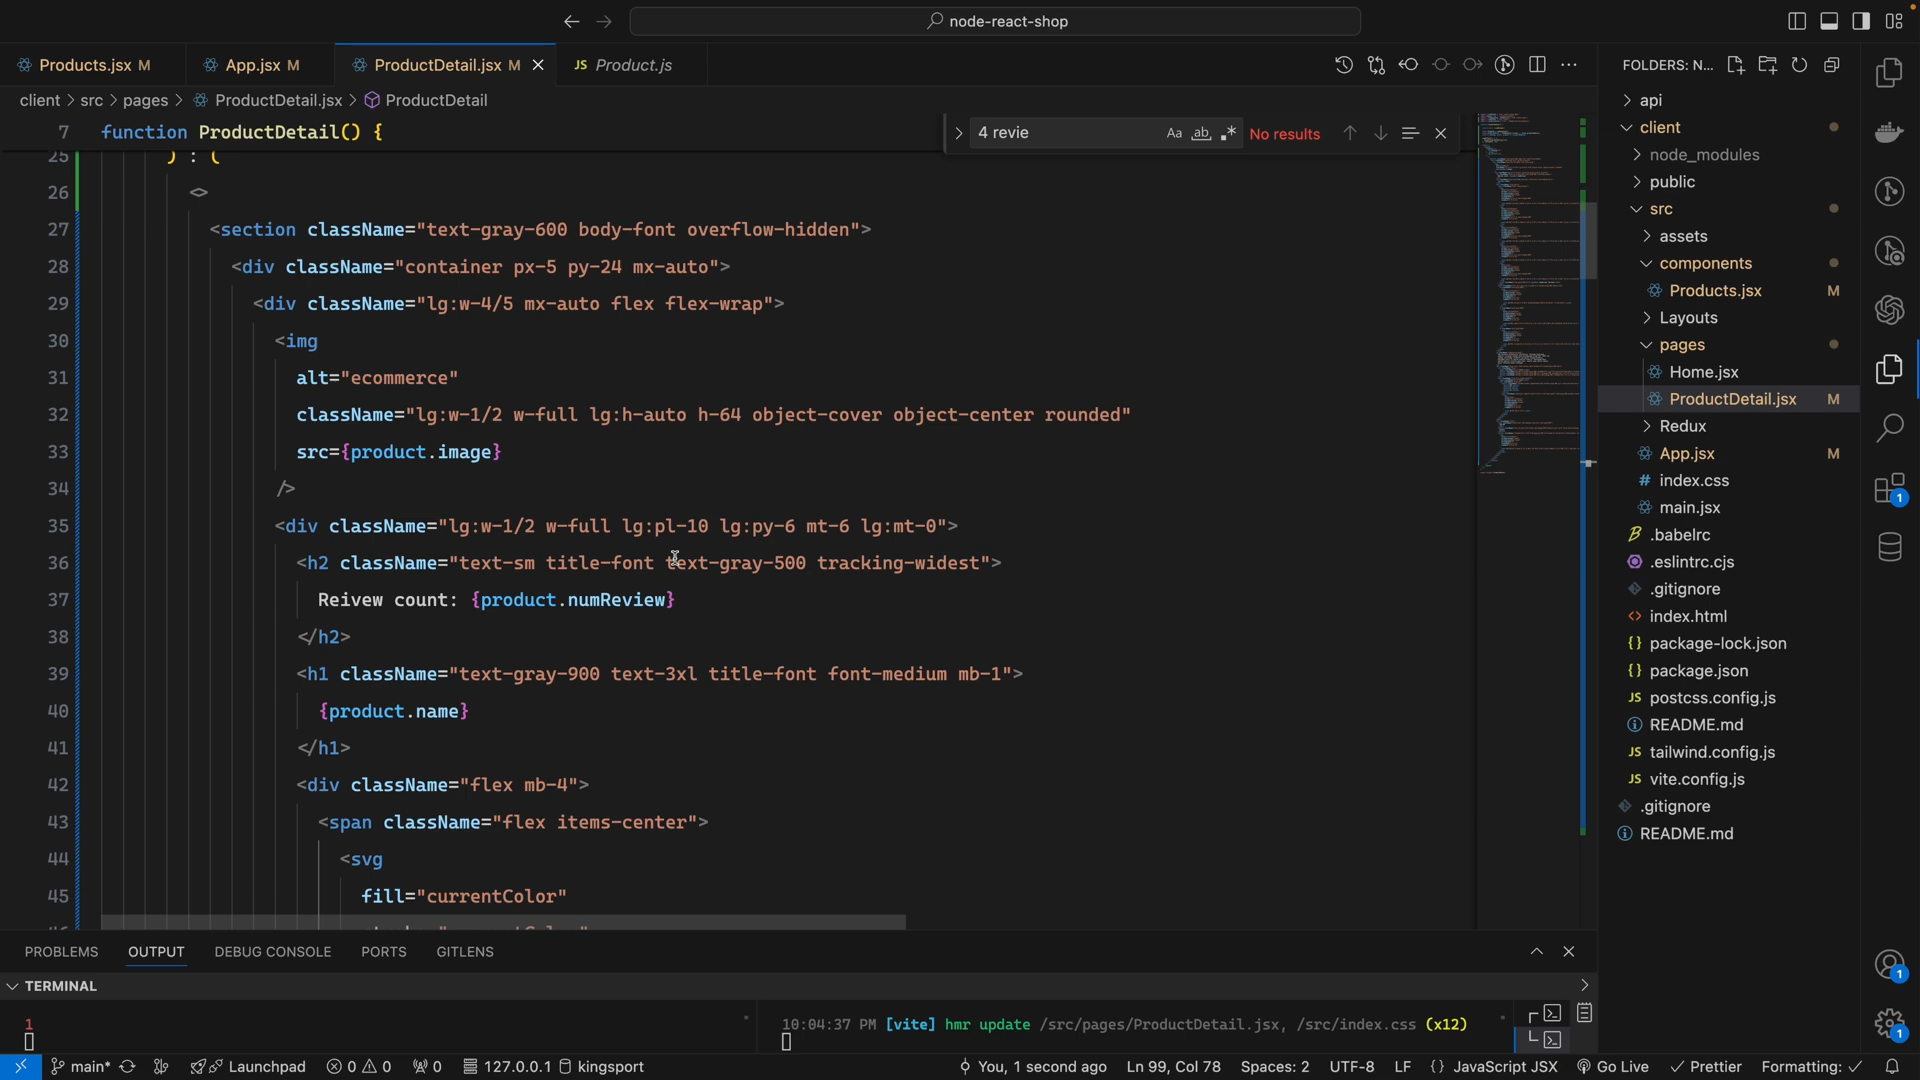 node-react-shop
Products.jsx M
App.jsx M
ProductDetail.jsx M
JS Product.js
FOLDERS: N...
client > src > pages > ProductDetail.jsx > ProductDetail
4 revie
Aa
ab
No results
7 function ProductDetail() {
25 ) : (
26 <>
27 <section className="text-gray-600 body-font overflow-hidden">
28 <div className="container px-5 py-24 mx-auto">
29 <div className="lg:w-4/5 mx-auto flex flex-wrap">
30 <img
31 alt="ecommerce"
32 className="lg:w-1/2 w-full lg:h-auto h-64 object-cover object-center rounded"
33 src={product.image}
34 />
35 <div className="lg:w-1/2 w-full lg:pl-10 lg:py-6 mt-6 lg:mt-0">
36 <h2 className="text-sm title-font text-gray-500 tracking-widest">
37 Reivew count: {product.numReview}
38 </h2>
39 <h1 className="text-gray-900 text-3xl title-font font-medium mb-1">
40 {product.name}
41 </h1>
42 <div className="flex mb-4">
43 <span className="flex items-center">
44 <svg
45 fill="currentColor"
api
client
node_modules
public
src
assets
components
Products.jsx M
Layouts
pages
Home.jsx
ProductDetail.jsx M
Redux
App.jsx M
# index.css
main.jsx
.babelrc
.eslintrc.cjs
.gitignore
<> index.html
{} package-lock.json
{} package.json
JS postcss.config.js
README.md
JS tailwind.config.js
JS vite.config.js
.gitignore
README.md
1
1
1
PROBLEMS OUTPUT DEBUG CONSOLE PORTS GITLENS
TERMINAL
1
10:04:37 PM [vite] hmr update /src/pages/ProductDetail.jsx, /src/index.css (x12)
main* Launchpad 0 0 0 127.0.0.1 kingsport You, 1 second ago Ln 99, Col 78 Spaces: 2 UTF-8 LF {} JavaScript JSX Go Live Prettier Formatting: